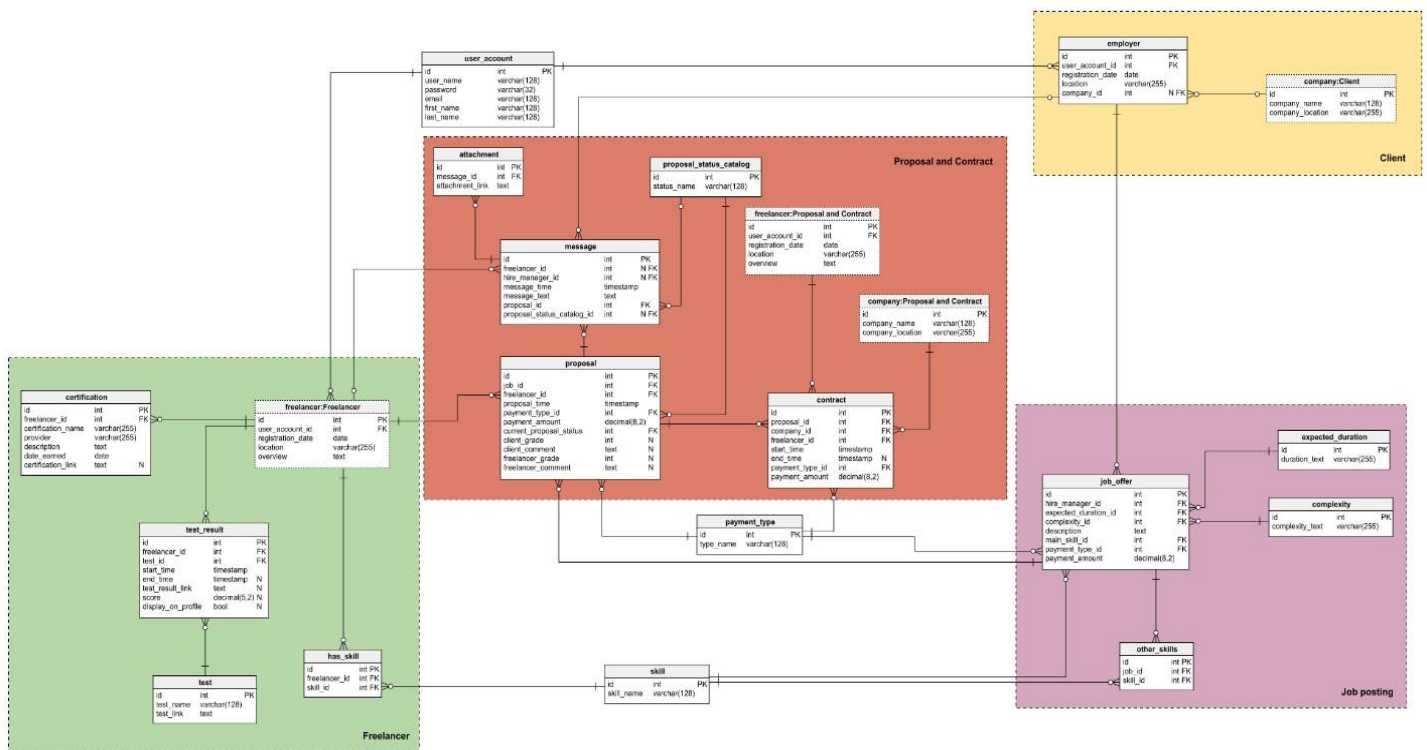 user_account
id int PK
user_name varchar(128)
password varchar(32)
email varchar(128)
first_name varchar(128)
last_name varchar(128)
employer
id int PK
user_account_id int FK
registration_date date
location varchar(255)
company_id int N FK
company:Client
id int PK
company_name varchar(128)
company_location varchar(255)
Client
Proposal and Contract
attachment
id int PK
message_id int FK
attachment_link text
proposal_status_catalog
id int PK
status_name varchar(128)
freelancer:Proposal and Contract
id int PK
user_account_id int FK
registration_date date
location varchar(255)
overview text
message
id int PK
freelancer_id int N FK
hire_manager_id int N FK
message_time timestamp
message_text text
proposal_id int FK
proposal_status_catalog_id int N FK
company:Proposal and Contract
id int PK
company_name varchar(128)
company_location varchar(255)
proposal
id int PK
job_id int FK
freelancer_id int FK
proposal_time timestamp
payment_type_id int FK
payment_amount decimal(8,2)
current_proposal_status int FK
client_grade int N
client_comment text N
freelancer_grade int N
freelancer_comment text N
contract
id int PK
proposal_id int FK
company_id int FK
freelancer_id int FK
start_time timestamp
end_time timestamp N
payment_type_id int FK
payment_amount decimal(8,2)
certification
id int PK
freelancer_id int FK
certification_name varchar(255)
provider varchar(255)
description text
date_earned date
certification_link text N
freelancer:Freelancer
id int PK
user_account_id int FK
registration_date date
location varchar(255)
overview text
test_result
id int PK
freelancer_id int FK
test_id int FK
start_time timestamp
end_time timestamp N
test_result_link text N
score decimal(5,2) N
display_on_profile bool N
test
id int PK
test_name varchar(128)
test_link text
has_skill
id int PK
freelancer_id int FK
skill_id int FK
Freelancer
payment_type
id int PK
type_name varchar(128)
skill
id int PK
skill_name varchar(128)
expected_duration
id int PK
duration_text varchar(255)
job_offer
id int PK
hire_manager_id int FK
expected_duration_id int FK
complexity_id int FK
description text
main_skill_id int FK
payment_type_id int FK
payment_amount decimal(8,2)
complexity
id int PK
complexity_text varchar(255)
other_skills
id int PK
job_id int FK
skill_id int FK
Job posting